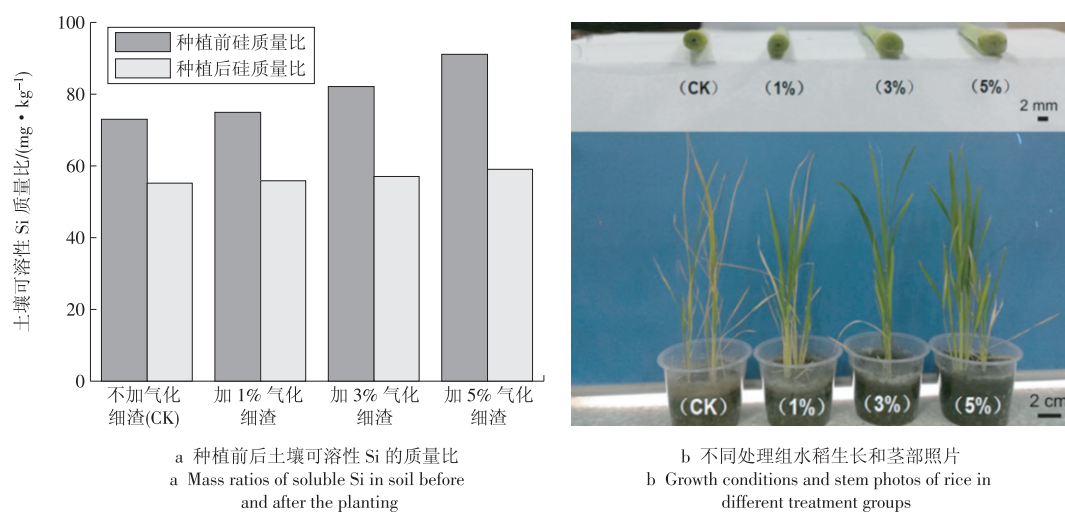 100
80
60
40
20
0
土壤可溶性 Si 质量比/(mg·kg⁻¹)
种植前硅质量比
种植后硅质量比
不加气化
细渣(CK)
加 1% 气化
细渣
加 3% 气化
细渣
加 5% 气化
细渣
a 种植前后土壤可溶性 Si 的质量比
a Mass ratios of soluble Si in soil before
and after the planting
(CK)
(1%)
(3%)
(5%)
2 mm
(CK)
(1%)
(3%)
(5%)
2 cm
b 不同处理组水稻生长和茎部照片
b Growth conditions and stem photos of rice in
different treatment groups